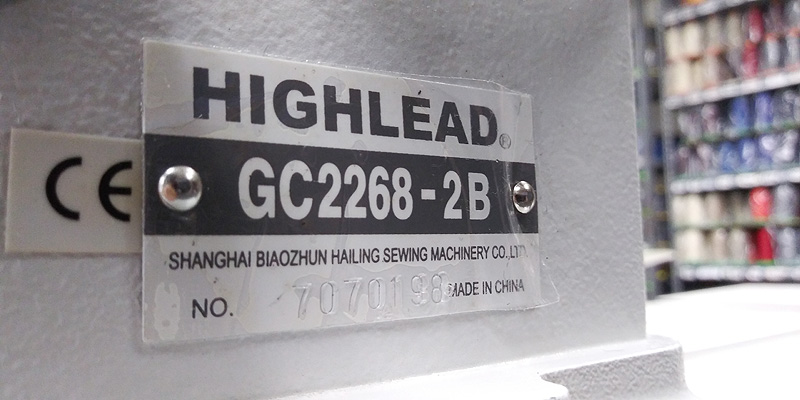 HIGHLEAD®
CE
GC2268-2B
SHANGHAI BIAOZHUN HAILING SEWING MACHINERY CO.,LTD.
NO. 7070198 MADE IN CHINA